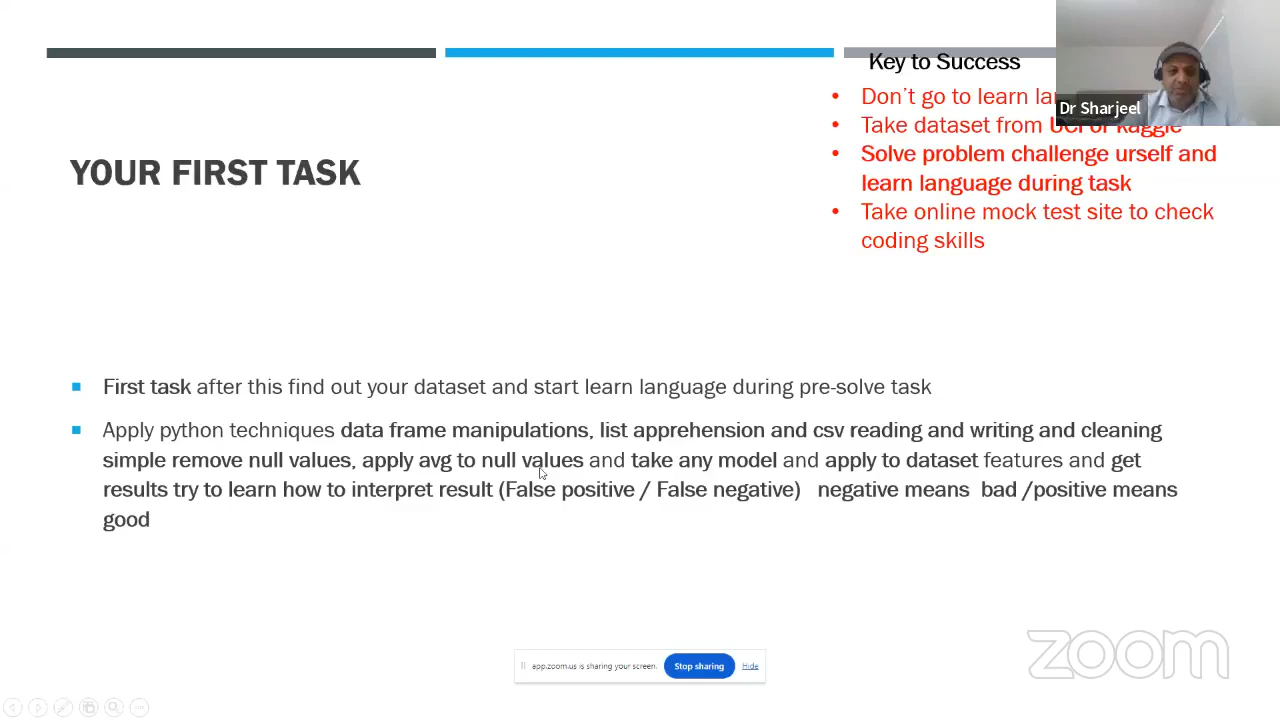 Key to Success
Dr Sharjeel
• Don't go to learn
• Take dataset from UCI or kaggle
• Solve problem challenge urself and
learn language during task
• Take online mock test site to check
coding skills
YOUR FIRST TASK
First task after this find out your dataset and start learn language during pre-solve task
Apply python techniques data frame manipulations, list apprehension and csv reading and writing and cleaning
simple remove null values, apply avg to null values and take any model and apply to dataset features and get
results try to learn how to interpret result (False positive / False negative) negative means bad /positive means
good
app.zoom.us is sharing your screen. Stop sharing Hide
zoom